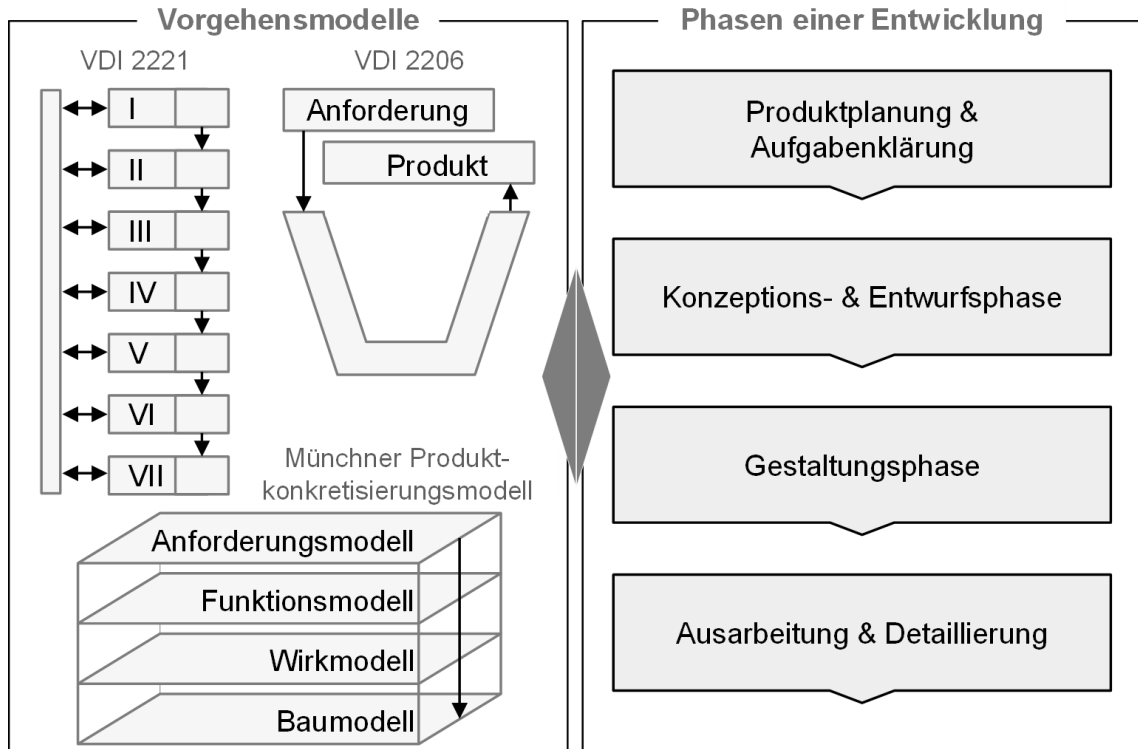 Vorgehensmodelle
VDI 2221
I
II
III
IV
V
VI
VII
VDI 2206
Anforderung
Produkt
Münchner Produkt-
konkretisierungsmodell
Anforderungsmodell
Funktionsmodell
Wirkmodell
Baumodell
Phasen einer Entwicklung
Produktplanung &
Aufgabenklärung
Konzeptions- & Entwurfsphase
Gestaltungsphase
Ausarbeitung & Detaillierung